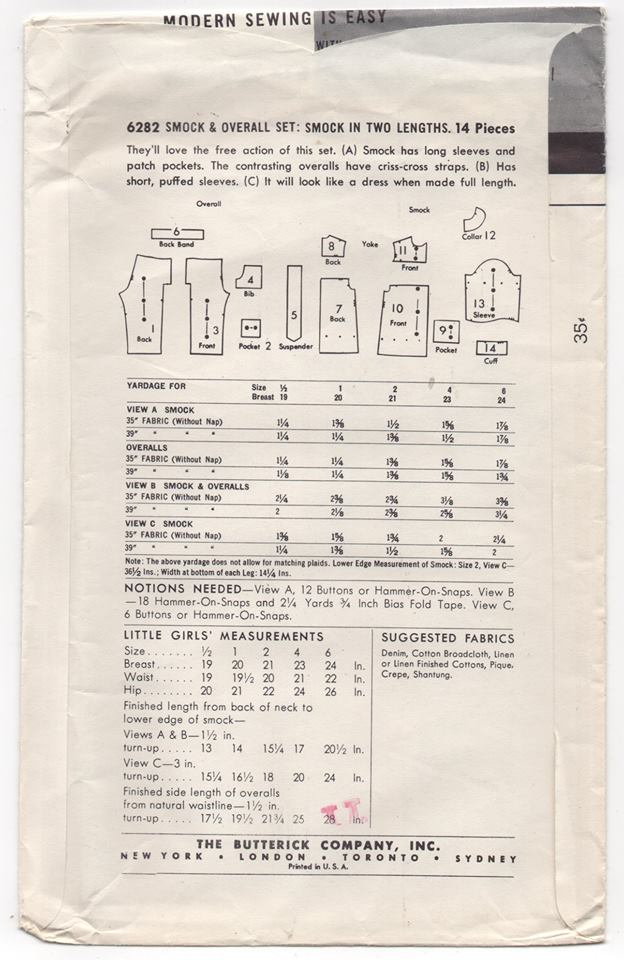 MODERN SEWING IS EASY
6282 SMOCK & OVERALL SET: SMOCK IN TWO LENGTHS. 14 Pieces
They'll love the free action of this set. (A) Smock has long sleeves and
patch pockets. The contrasting overalls have criss-cross straps. (B) Has
short, puffed sleeves. (C) It will look like a dress when made full length.
Overall
Smock
6
Back Band
8
Back
Yoke
11
Front
Collar 12
1
Back
3
Front
4
Bib
Pocket 2
5
Suspender
7
Back
10
Front
9
Pocket
13
Sleeve
14
Cuff
35¢
YARDAGE FOR Size ½ 1 2 4 6
Breast 19 20 21 23 24
VIEW A SMOCK
35" FABRIC (Without Nap) 1¼ 1⅜ 1½ 1⅝ 1⅞
39" " " " 1¼ 1¼ 1⅜ 1½ 1⅞
OVERALLS
35" FABRIC (Without Nap) 1¼ 1¼ 1⅜ 1⅝ 1⅞
39" " " " 1⅛ 1¼ 1⅜ 1⅝ 1¾
VIEW B SMOCK & OVERALLS
35" FABRIC (Without Nap) 2¼ 2⅜ 2¾ 3⅛ 3⅜
39" " " " 2 2⅛ 2⅜ 2⅝ 3¼
VIEW C SMOCK
35" FABRIC (Without Nap) 1⅜ 1⅝ 1¾ 2 2¼
39" " " " 1¼ 1⅜ 1½ 1⅝ 2
Note: The above yardage does not allow for matching plaids. Lower Edge Measurement of Smock: Size 2, View C—
36½ Ins.; Width at bottom of each Leg: 14¼ Ins.
NOTIONS NEEDED—View A, 12 Buttons or Hammer-On-Snaps. View B
—18 Hammer-On-Snaps and 2¼ Yards ¾ Inch Bias Fold Tape. View C,
6 Buttons or Hammer-On-Snaps.
LITTLE GIRLS' MEASUREMENTS
Size....... ½ 1 2 4 6
Breast..... 19 20 21 23 24 In.
Waist...... 19 19½ 20 21 22 In.
Hip........ 20 21 22 24 26 In.
Finished length from back of neck to
lower edge of smock—
Views A & B—1½ in.
turn-up..... 13 14 15¼ 17 20½ In.
View C—3 in.
turn-up..... 15¼ 16½ 18 20 24 In.
Finished side length of overalls
from natural waistline—1½ in.
turn-up..... 17½ 19½ 21¾ 25 28 In.
T.T.
SUGGESTED FABRICS
Denim, Cotton Broadcloth, Linen
or Linen Finished Cottons, Pique,
Crepe, Shantung.
THE BUTTERICK COMPANY, INC.
NEW YORK • LONDON • TORONTO • SYDNEY
Printed in U. S. A.